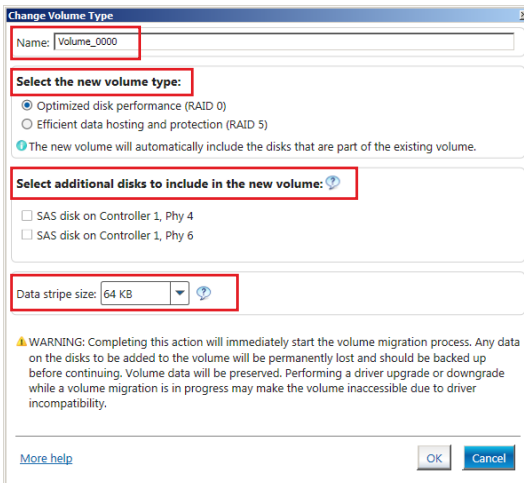 Change Volume Type
Name: Volume_0000
Select the new volume type:
Optimized disk performance (RAID 0)
Efficient data hosting and protection (RAID 5)
The new volume will automatically include the disks that are part of the existing volume.
Select additional disks to include in the new volume:
SAS disk on Controller 1, Phy 4
SAS disk on Controller 1, Phy 6
Data stripe size: 64 KB
WARNING: Completing this action will immediately start the volume migration process. Any data
on the disks to be added to the volume will be permanently lost and should be backed up
before continuing. Volume data will be preserved. Performing a driver upgrade or downgrade
while a volume migration is in progress may make the volume inaccessible due to driver
incompatibility.
More help OK Cancel